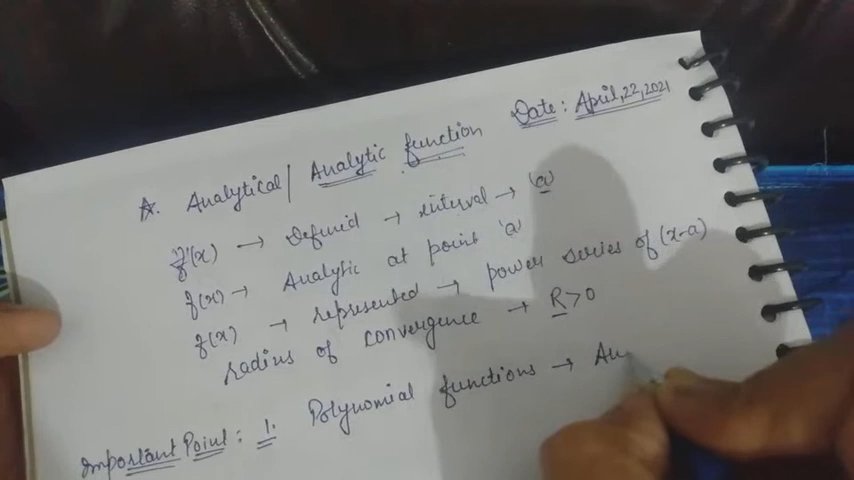 Date: April, 22, 2021
A. Analytical/Analytic function
f(x) → Defined → interval → 'a'
f(x) → Analytic at point 'a'
f(x) → represented → power series of (x-a)
radius of convergence → R>0
Important Point: 1. Polynomial functions → An